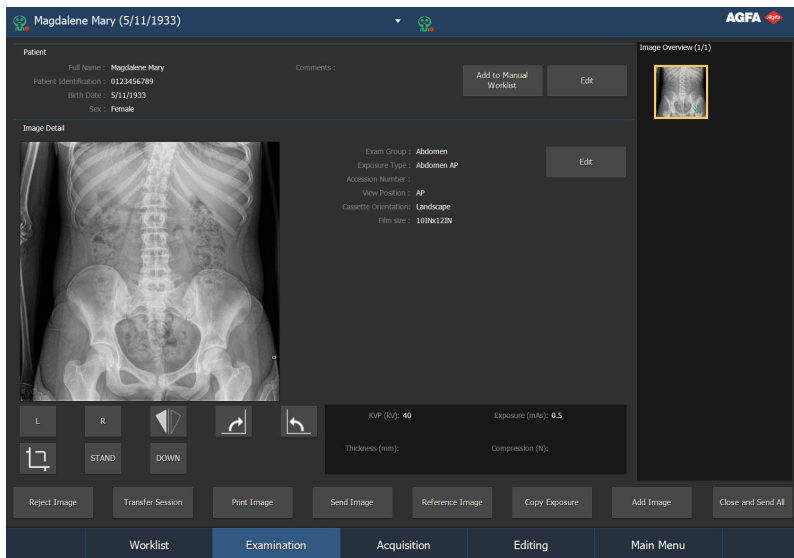 Magdalene Mary (5/11/1933)
AGFA
Patient
Full Name : Magdalene Mary
Comments :
Patient Identification : 0123456789
Birth Date : 5/11/1933
Sex : Female
Add to Manual
Worklist
Edit
Image Overview (1/1)
Image Detail
Exam Group : Abdomen
Exposure Type : Abdomen AP
Accession Number :
View Position : AP
Cassette Orientation: Landscape
Film size : 10INx12IN
Edit
L
R
STAND
DOWN
KVP (kV): 40
Exposure (mAs): 0.5
Thickness (mm):
Compression (N):
Reject Image
Transfer Session
Print Image
Send Image
Reference Image
Copy Exposure
Add Image
Close and Send All
Worklist
Examination
Acquisition
Editing
Main Menu